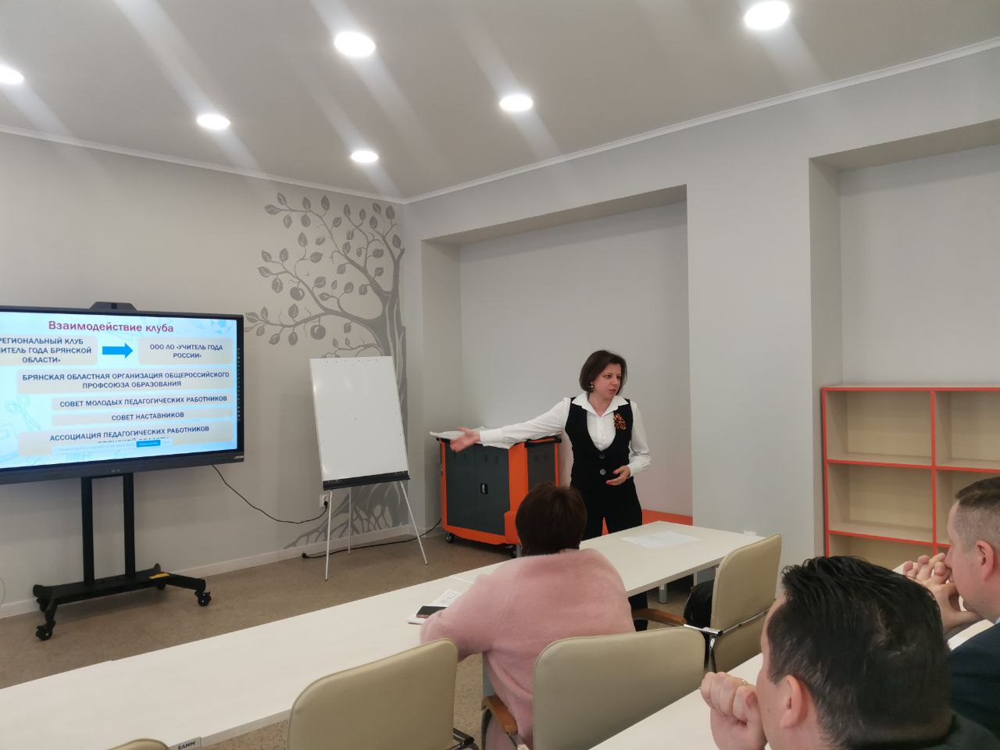 Взаимодействие клуба
РЕГИОНАЛЬНЫЙ КЛУБ
ИТЕЛЬ ГОДА БРЯНСКОЙ
ОБЛАСТИ»
ООО ЛО «УЧИТЕЛЬ ГОДА
РОССИИ»
БРЯНСКАЯ ОБЛАСТНАЯ ОРГАНИЗАЦИЯ ОБЩЕРОССИЙСКОГО
ПРОФСОЮЗА ОБРАЗОВАНИЯ
СОВЕТ МОЛОДЫХ ПЕДАГОГИЧЕСКИХ РАБОТНИКОВ
СОВЕТ НАСТАВНИКОВ
АССОЦИАЦИЯ ПЕДАГОГИЧЕСКИХ РАБОТНИКОВ
ZAMM